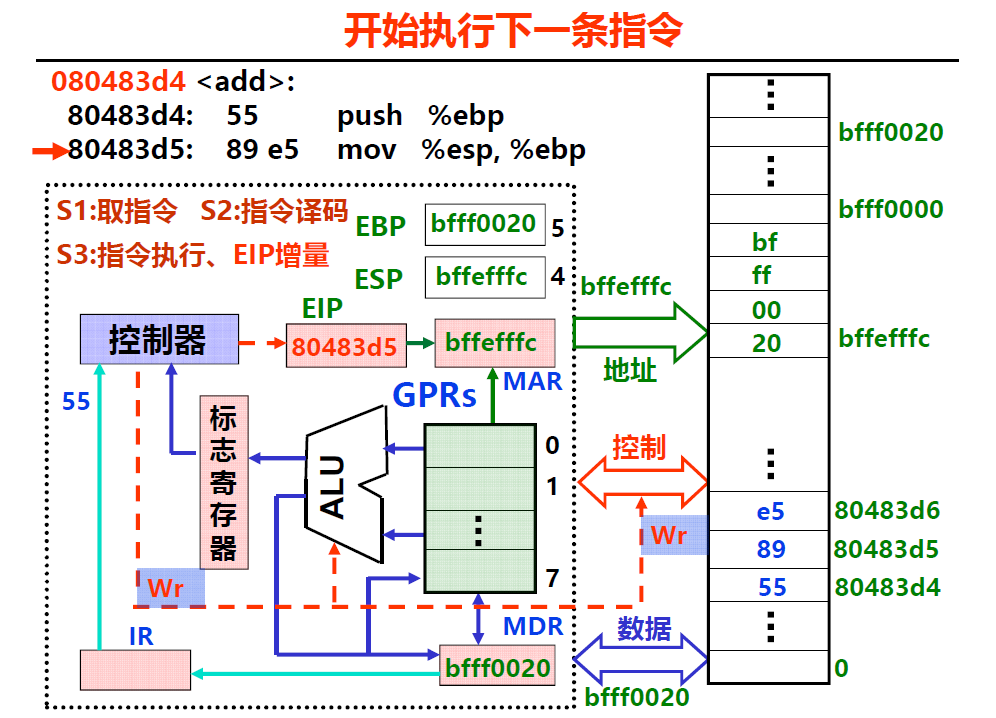 开始执行下一条指令
080483d4 <add>:
80483d4: 55 push %ebp
80483d5: 89 e5 mov %esp, %ebp
S1:取指令 S2:指令译码
S3:指令执行、EIP增量
EBP bfff0020 5
ESP bffefffc 4
EIP
控制器
80483d5
bffefffc
MAR
bffefffc
地址
55
GPRs
标志寄存器
ALU
0
1
⋮
7
控制
Wr
Wr
IR
MDR
bfff0020
数据
bfff0020
⋮
bfff0020
⋮
bfff0000
bf
ff
00
20 bffefffc
⋮
e5 80483d6
89 80483d5
55 80483d4
⋮
0